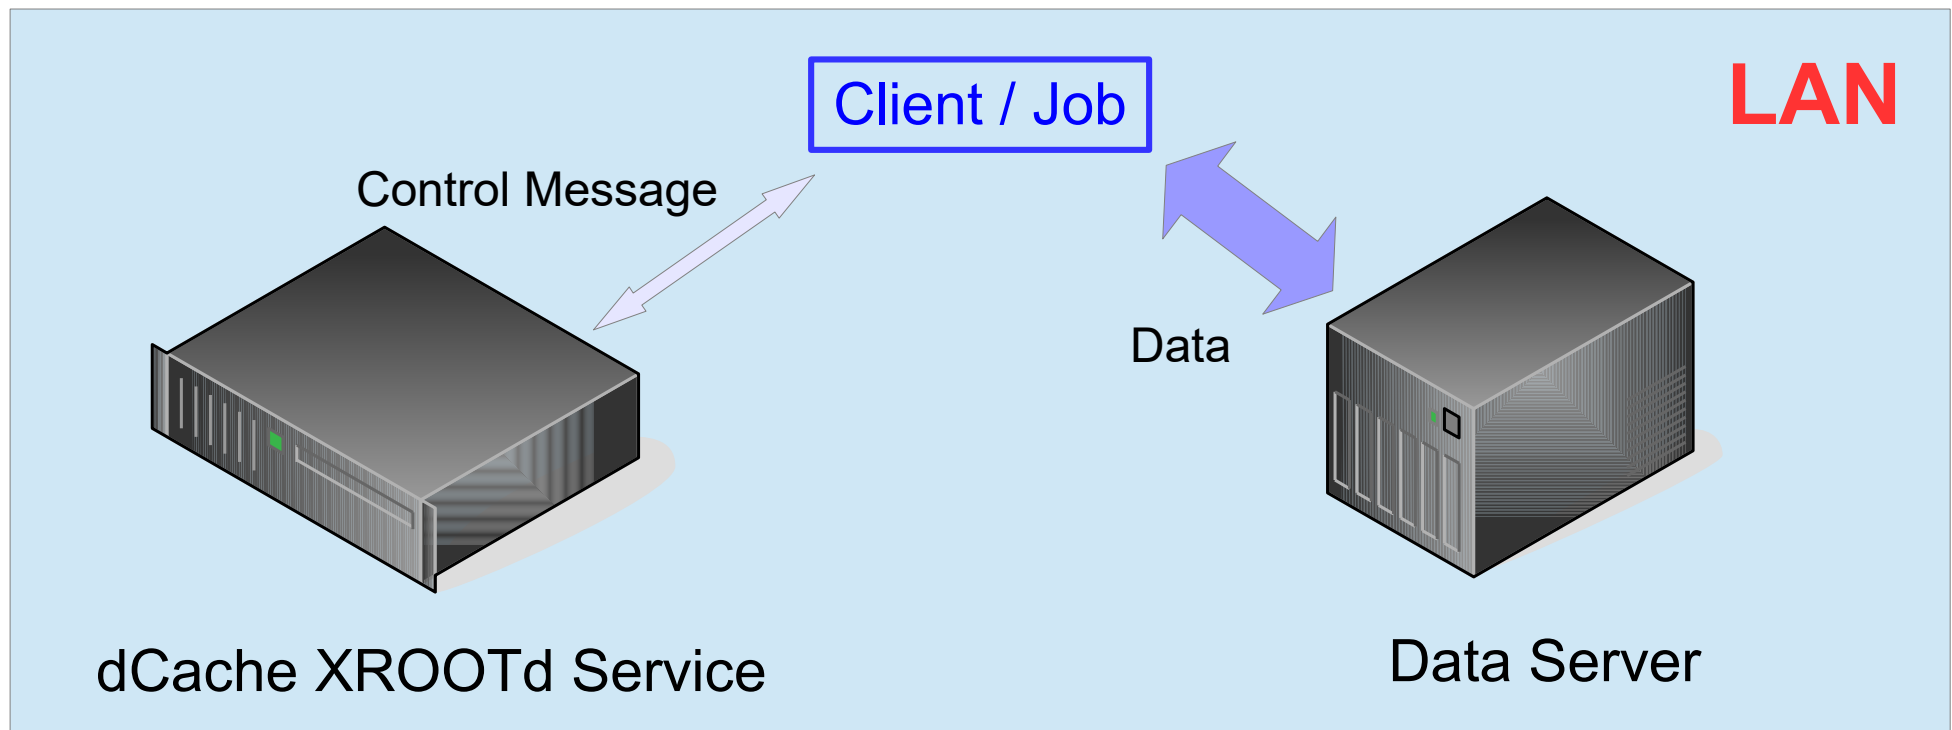 Client / Job
LAN
Control Message
Data
dCache XROOTd Service
Data Server